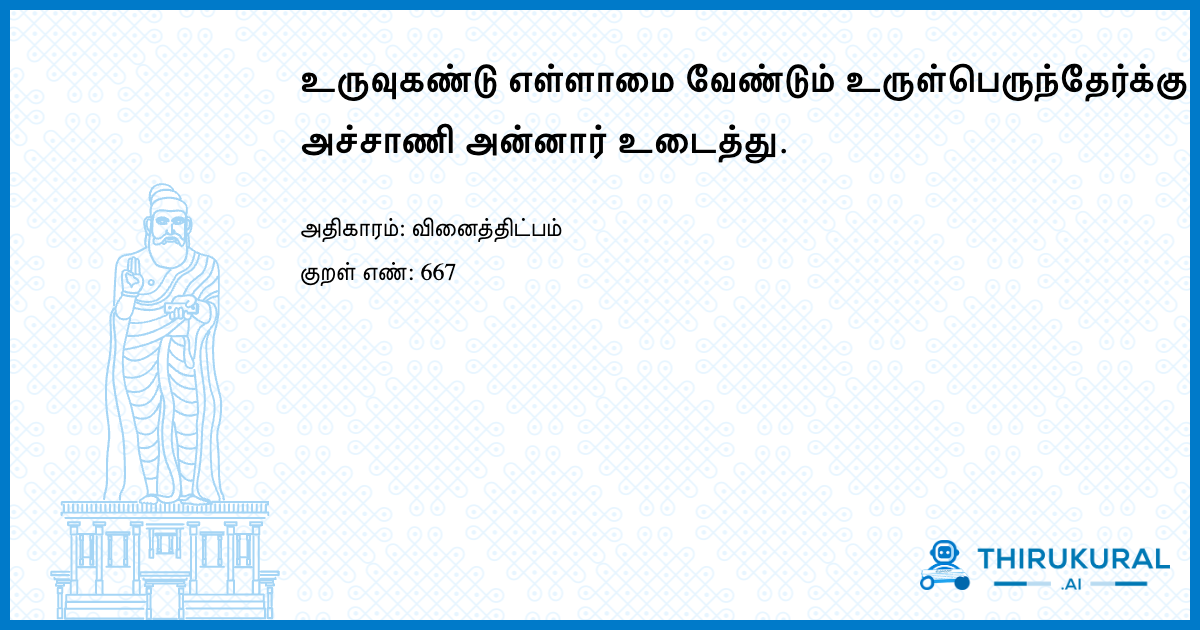 உருவுகண்டு எள்ளாமை வேண்டும் உருள்பெருந்தேர்க்கு
அச்சாணி அன்னார் உடைத்து.
அதிகாரம்: வினைத்திட்பம்
குறள் எண்: 667
THIRUKURAL
.AI